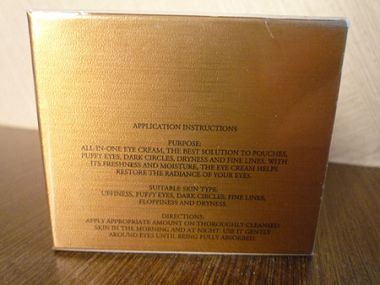 APPLICATION INSTRUCTIONS
PURPOSE:
ALL-IN-ONE EYE CREAM, THE BEST SOLUTION TO POUCHES,
PUFFY EYES, DARK CIRCLES, DRYNESS AND FINE LINES. WITH
ITS FRESHNESS AND MOISTURE, THE EYE CREAM HELPS
RESTORE THE RADIANCE OF YOUR EYES.
SUITABLE SKIN TYPE:
UFFINESS, PUFFY EYES, DARK CIRCLES, FINE LINES,
FLOPPINESS AND DRYNESS.
DIRECTIONS:
APPLY APPROPRIATE AMOUNT ON THOROUGHLY CLEANSED
SKIN IN THE MORNING AND AT NIGHT. USE IT GENTLY
AROUND EYES UNTIL BEING FULLY ABSORBED.